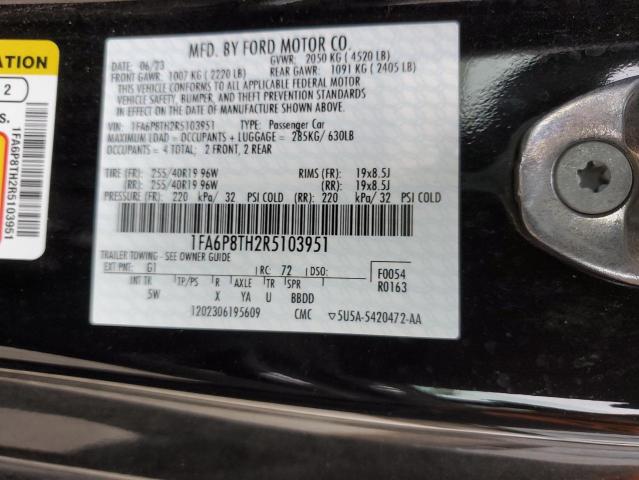 MFD. BY FORD MOTOR CO.
DATE: 06/23 GVWR: 2050 KG ( 4520 LB)
FRONT GAWR: 1007 KG ( 2220 LB) REAR GAWR: 1091 KG ( 2405 LB)
THIS VEHICLE CONFORMS TO ALL APPLICABLE FEDERAL MOTOR
VEHICLE SAFETY, BUMPER, AND THEFT PREVENTION STANDARDS
IN EFFECT ON THE DATE OF MANUFACTURE SHOWN ABOVE.
VIN: 1FA6P8TH2R5103951 TYPE: Passenger Car
MAXIMUM LOAD = OCCUPANTS + LUGGAGE = 285KG/ 630LB
OCCUPANTS = 4 TOTAL: 2 FRONT, 2 REAR
TIRE (FR): 255/40R19 96W RIMS (FR): 19x8.5J
(RR): 255/40R19 96W (RR): 19x8.5J
PRESSURE (FR): 220 kPa/ 32 PSI COLD (RR): 220 kPa/ 32 PSI COLD
1FA6P8TH2R5103951
TRAILER TOWING - SEE OWNER GUIDE
EXT PNT: G1 RC: 72 DSO: F0054
INT TR TP/PS R AXLE TR SPR R0163
5W X YA U BBDD
1202306195609 CMC ▽5U5A-5420472-AA
2
s.
1FA6P8TH2R5103951